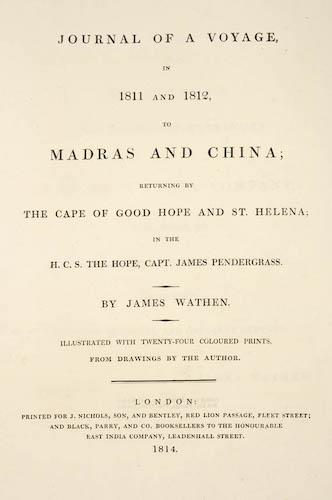 JOURNAL OF A VOYAGE,
IN
1811 AND 1812,
TO
MADRAS AND CHINA;
RETURNING BY
THE CAPE OF GOOD HOPE AND ST. HELENA;
IN THE
H. C. S. THE HOPE, CAPT. JAMES PENDERGRASS.
BY JAMES WATHEN.
ILLUSTRATED WITH TWENTY-FOUR COLOURED PRINTS,
FROM DRAWINGS BY THE AUTHOR.
LONDON:
PRINTED FOR J. NICHOLS, SON, AND BENTLEY, RED LION PASSAGE, FLEET STREET;
AND BLACK, PARRY, AND CO. BOOKSELLERS TO THE HONOURABLE
EAST INDIA COMPANY, LEADENHALL STREET.
1814.